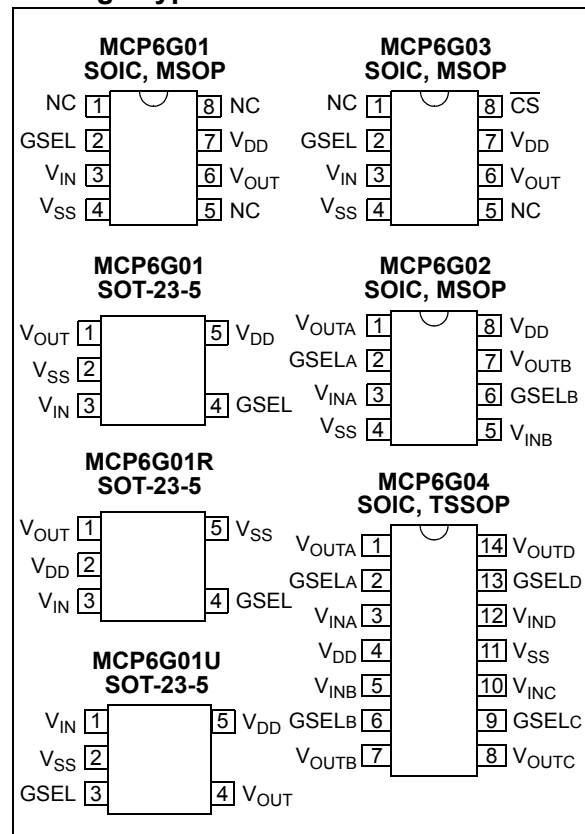 MCP6G01
SOIC, MSOP
NC 1 8 NC
GSEL 2 7 VDD
VIN 3 6 VOUT
VSS 4 5 NC
MCP6G03
SOIC, MSOP
NC 1 8 CS
GSEL 2 7 VDD
VIN 3 6 VOUT
VSS 4 5 NC
MCP6G01
SOT-23-5
VOUT 1 5 VDD
VSS 2
VIN 3 4 GSEL
MCP6G02
SOIC, MSOP
VOUTA 1 8 VDD
GSELA 2 7 VOUTB
VINA 3 6 GSELB
VSS 4 5 VINB
MCP6G01R
SOT-23-5
VOUT 1 5 VSS
VDD 2
VIN 3 4 GSEL
MCP6G04
SOIC, TSSOP
VOUTA 1 14 VOUTD
GSELA 2 13 GSELD
VINA 3 12 VIND
VDD 4 11 VSS
VINB 5 10 VINC
GSELB 6 9 GSELC
VOUTB 7 8 VOUTC
MCP6G01U
SOT-23-5
VIN 1 5 VDD
VSS 2
GSEL 3 4 VOUT